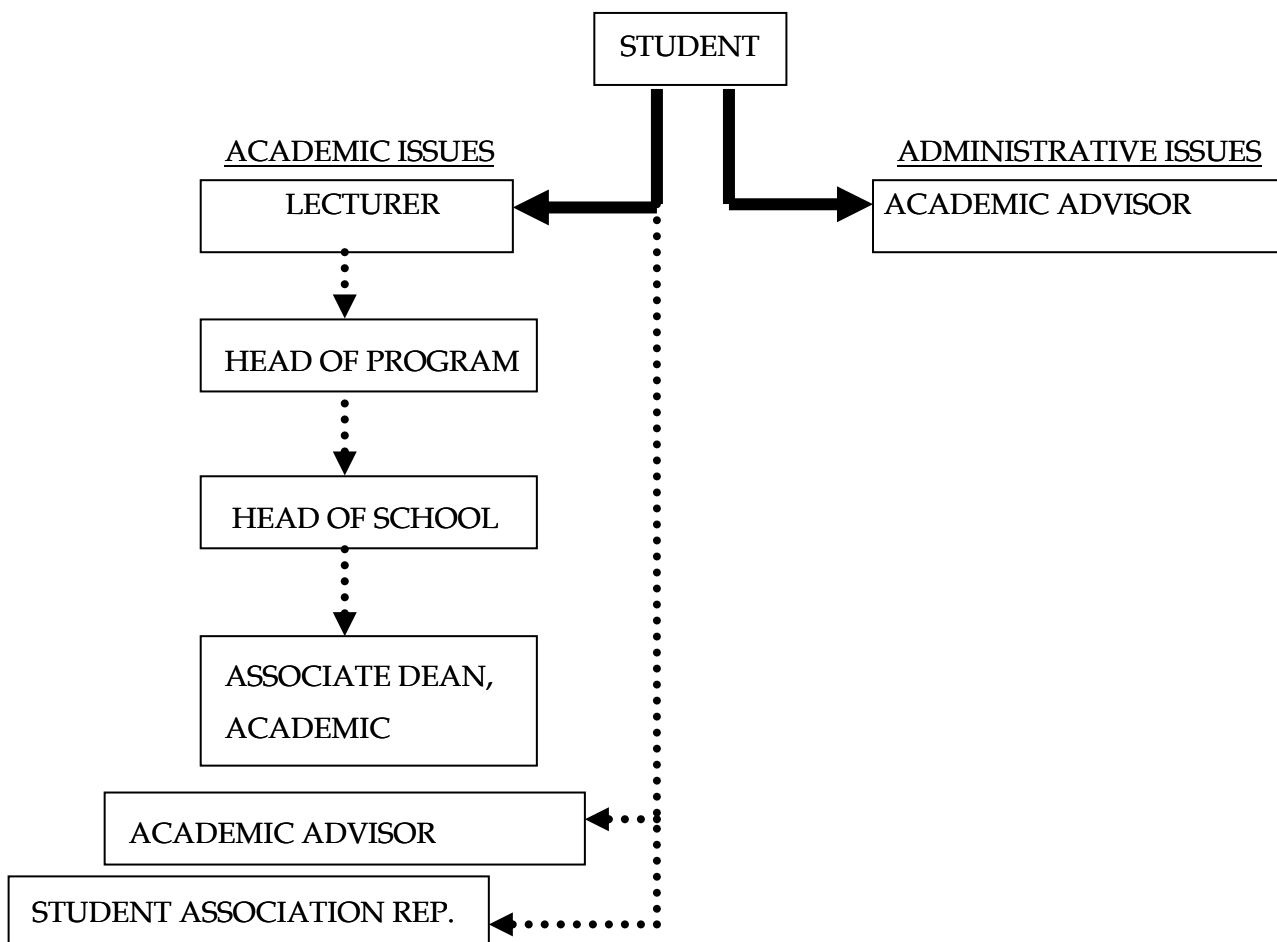 STUDENT
ACADEMIC ISSUES
ADMINISTRATIVE ISSUES
LECTURER
ACADEMIC ADVISOR
HEAD OF PROGRAM
HEAD OF SCHOOL
ASSOCIATE DEAN,
ACADEMIC
ACADEMIC ADVISOR
STUDENT ASSOCIATION REP.